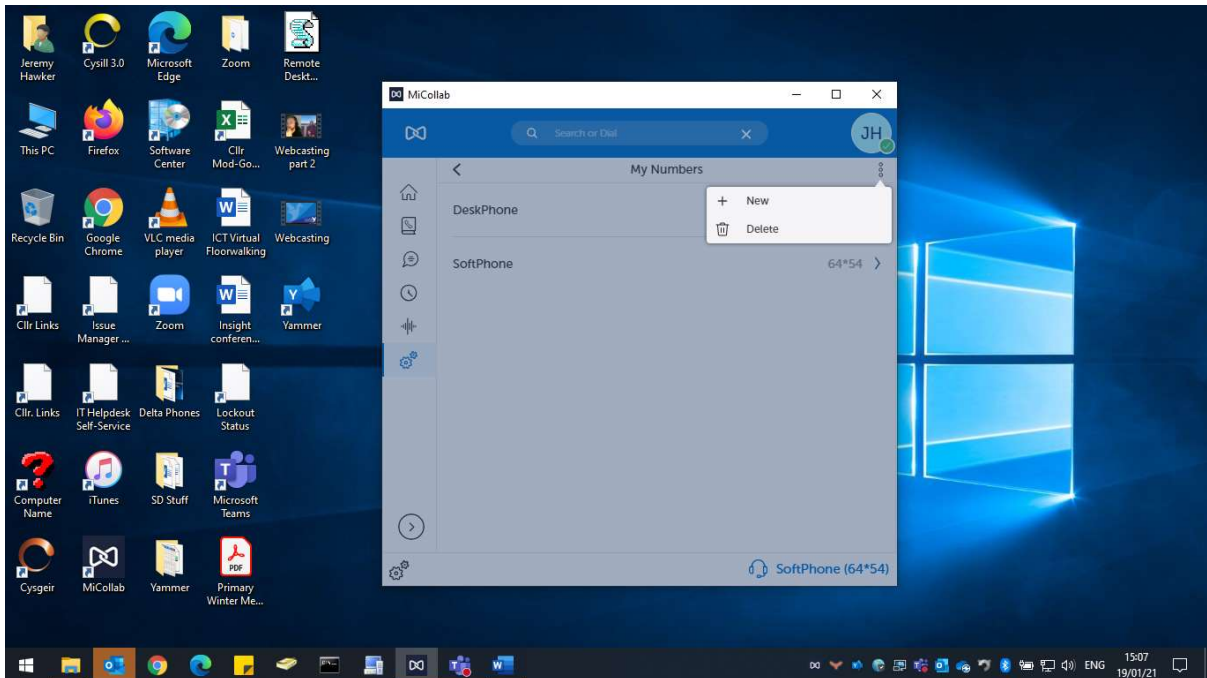 Jeremy
Hawker
Cysill 3.0
Microsoft
Edge
Zoom
Remote
Deskt...
This PC
Firefox
Software
Center
Cllr
Mod-Go...
Webcasting
part 2
Recycle Bin
Google
Chrome
VLC media
player
ICT Virtual
Floorwalking
Webcasting
Cllr Links
Issue
Manager ...
Zoom
Insight
conferen...
Yammer
Cllr. Links
IT Helpdesk
Self-Service
Delta Phones
Lockout
Status
Computer
Name
iTunes
SD Stuff
Microsoft
Teams
Cysgeir
MiCollab
Yammer
PDF
Primary
Winter Me...
MiCollab
Search or Dial
JH
My Numbers
New
Delete
DeskPhone
SoftPhone
64*54
SoftPhone (64*54)
ENG
15:07
19/01/21